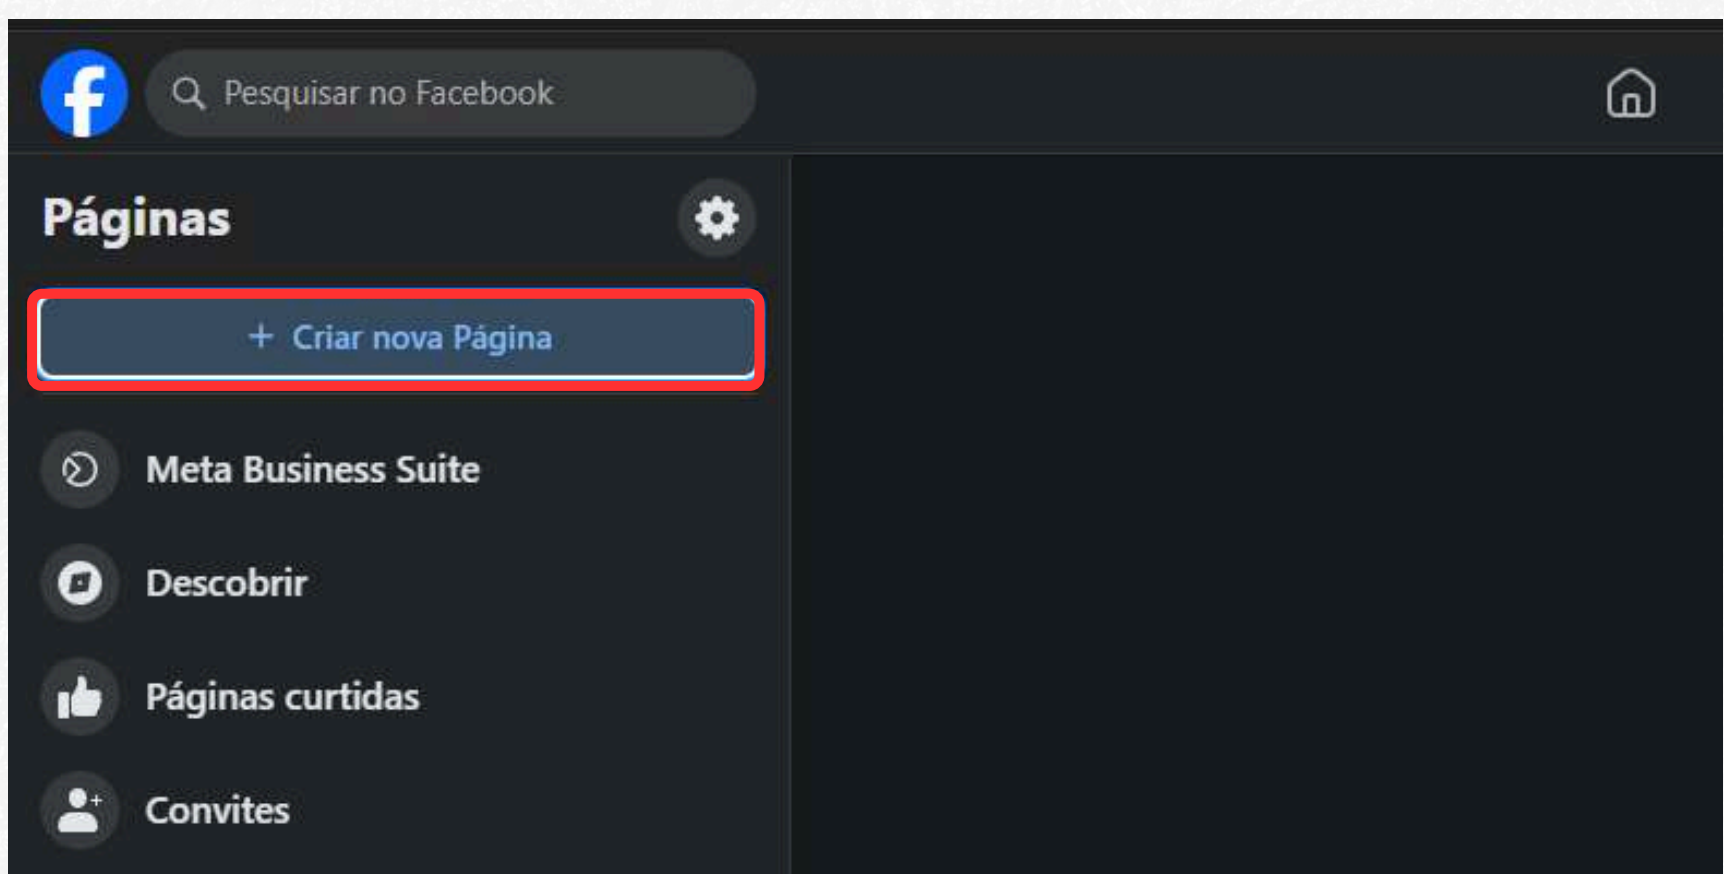 Pesquisar no Facebook
Páginas
+ Criar nova Página
Meta Business Suite
Descobrir
Páginas curtidas
Convites